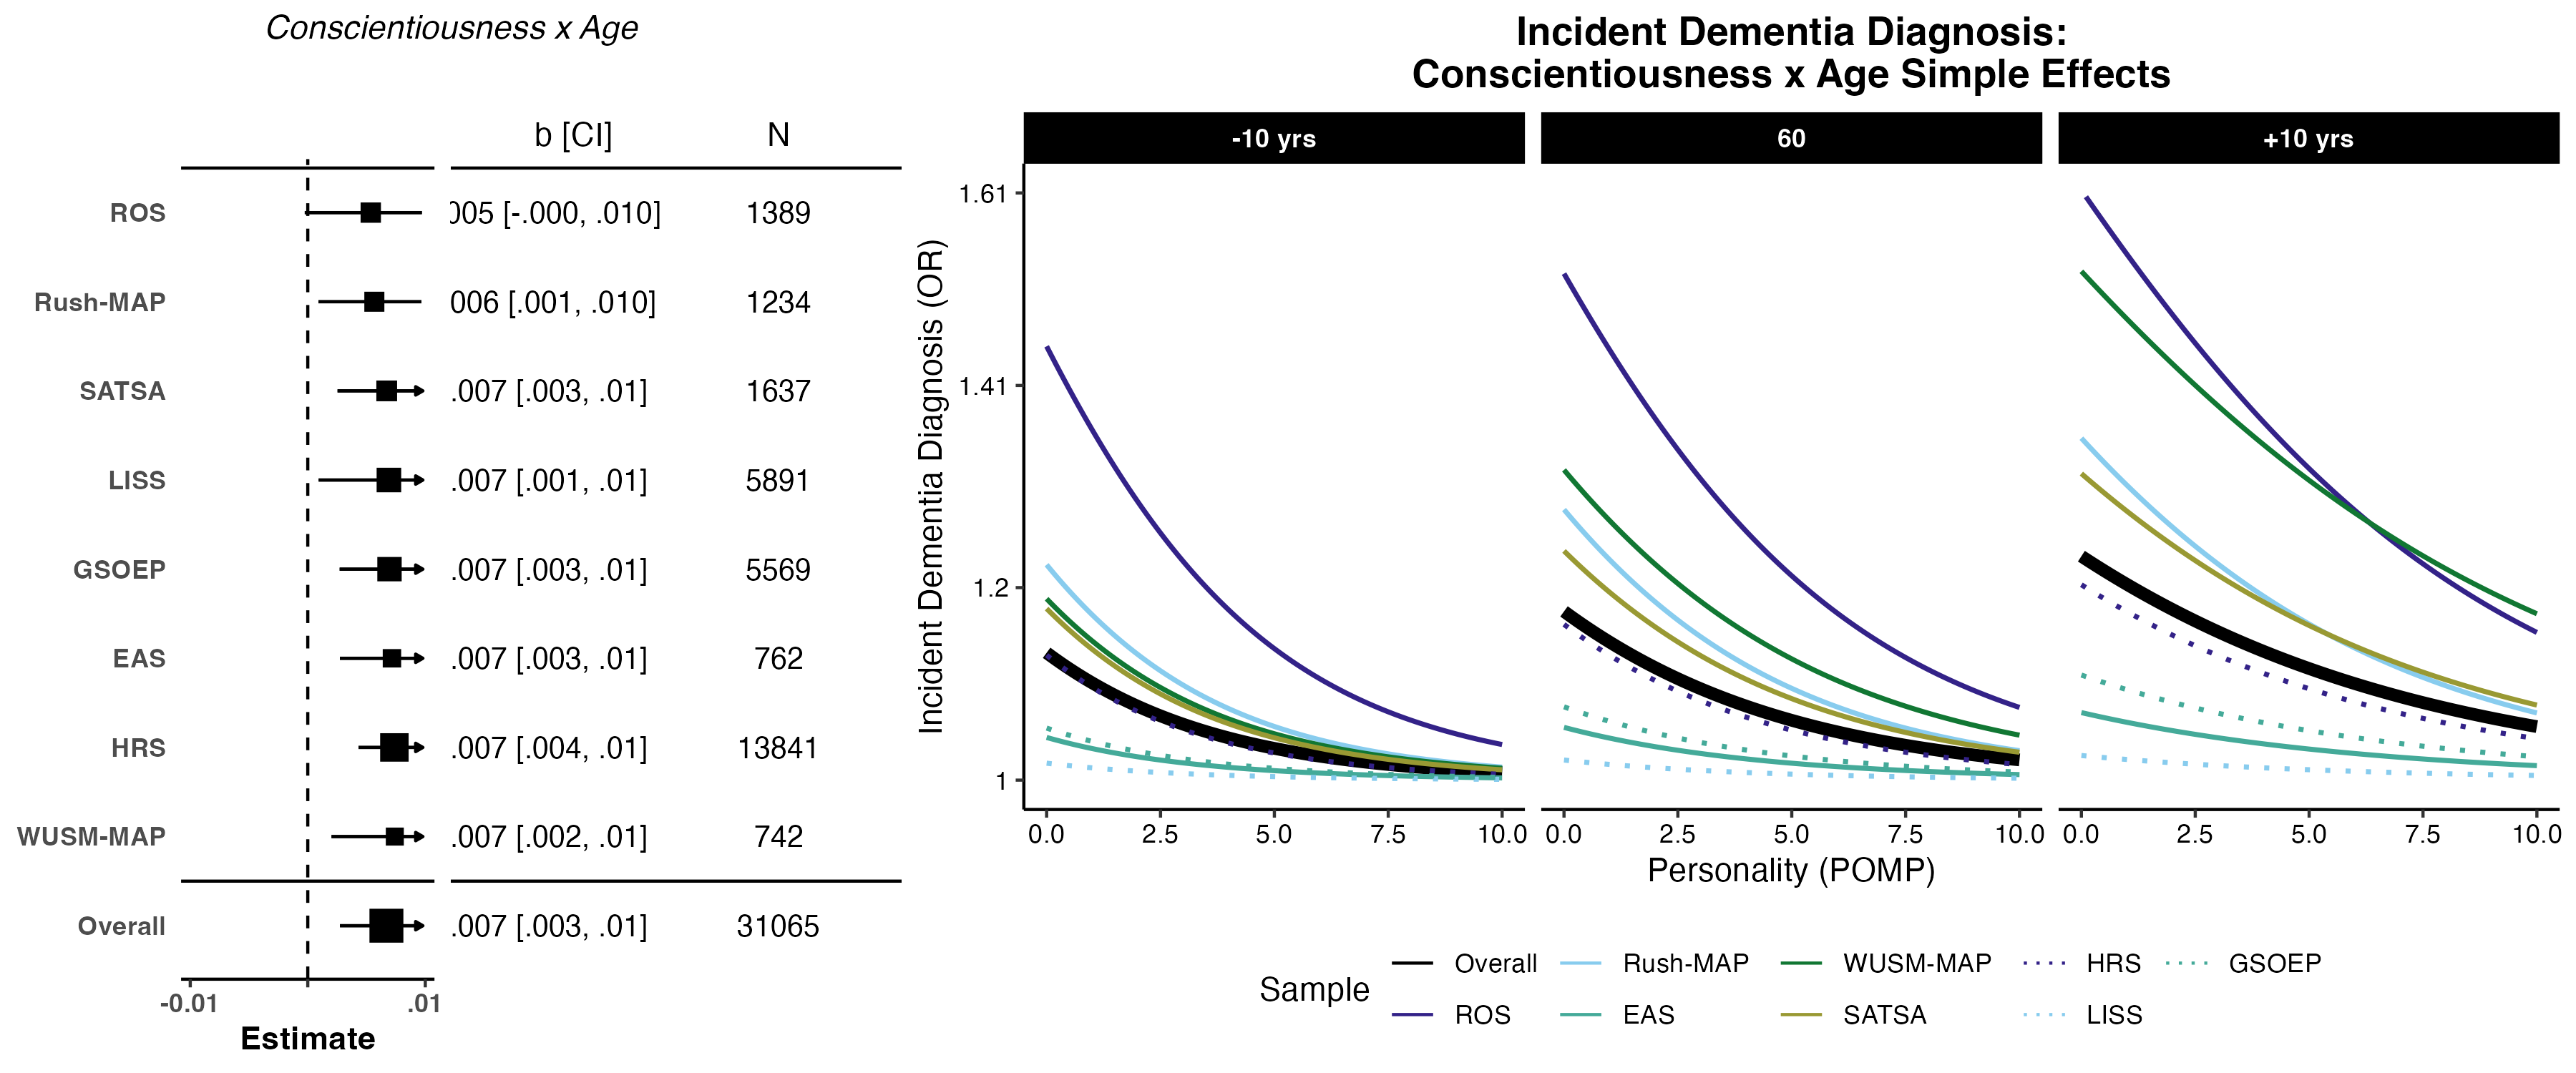 Conscientiousness x Age
b [CI] N
ROS 005 [-.000, .010] 1389
Rush-MAP 006 [.001, .010] 1234
SATSA .007 [.003, .01] 1637
LISS .007 [.001, .01] 5891
GSOEP .007 [.003, .01] 5569
EAS .007 [.003, .01] 762
HRS .007 [.004, .01] 13841
WUSM-MAP .007 [.002, .01] 742
Overall .007 [.003, .01] 31065
-0.01 .01
Estimate
Incident Dementia Diagnosis:
Conscientiousness x Age Simple Effects
-10 yrs 60 +10 yrs
Incident Dementia Diagnosis (OR)
1.61
1.41
1.2
1
0.0 2.5 5.0 7.5 10.0 0.0 2.5 5.0 7.5 10.0 0.0 2.5 5.0 7.5 10.0
Personality (POMP)
Sample
Overall Rush-MAP WUSM-MAP HRS GSOEP
ROS EAS SATSA LISS